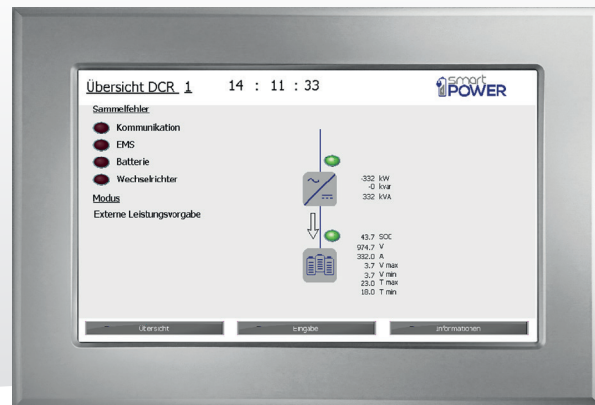 Übersicht DCR 1
14 : 11 : 33
smart
POWER
Sammelfehler
Kommunikation
EMS
Batterie
Wechselrichter
Modus
Externe Leistungsvorgabe
-332 kW
-0 kvar
332 kVA
43.7 SOC
974.7 V
332.0 A
3.7 V max
3.7 V min
23.0 T max
18.0 T min
Übersicht
Eingabe
Informationen